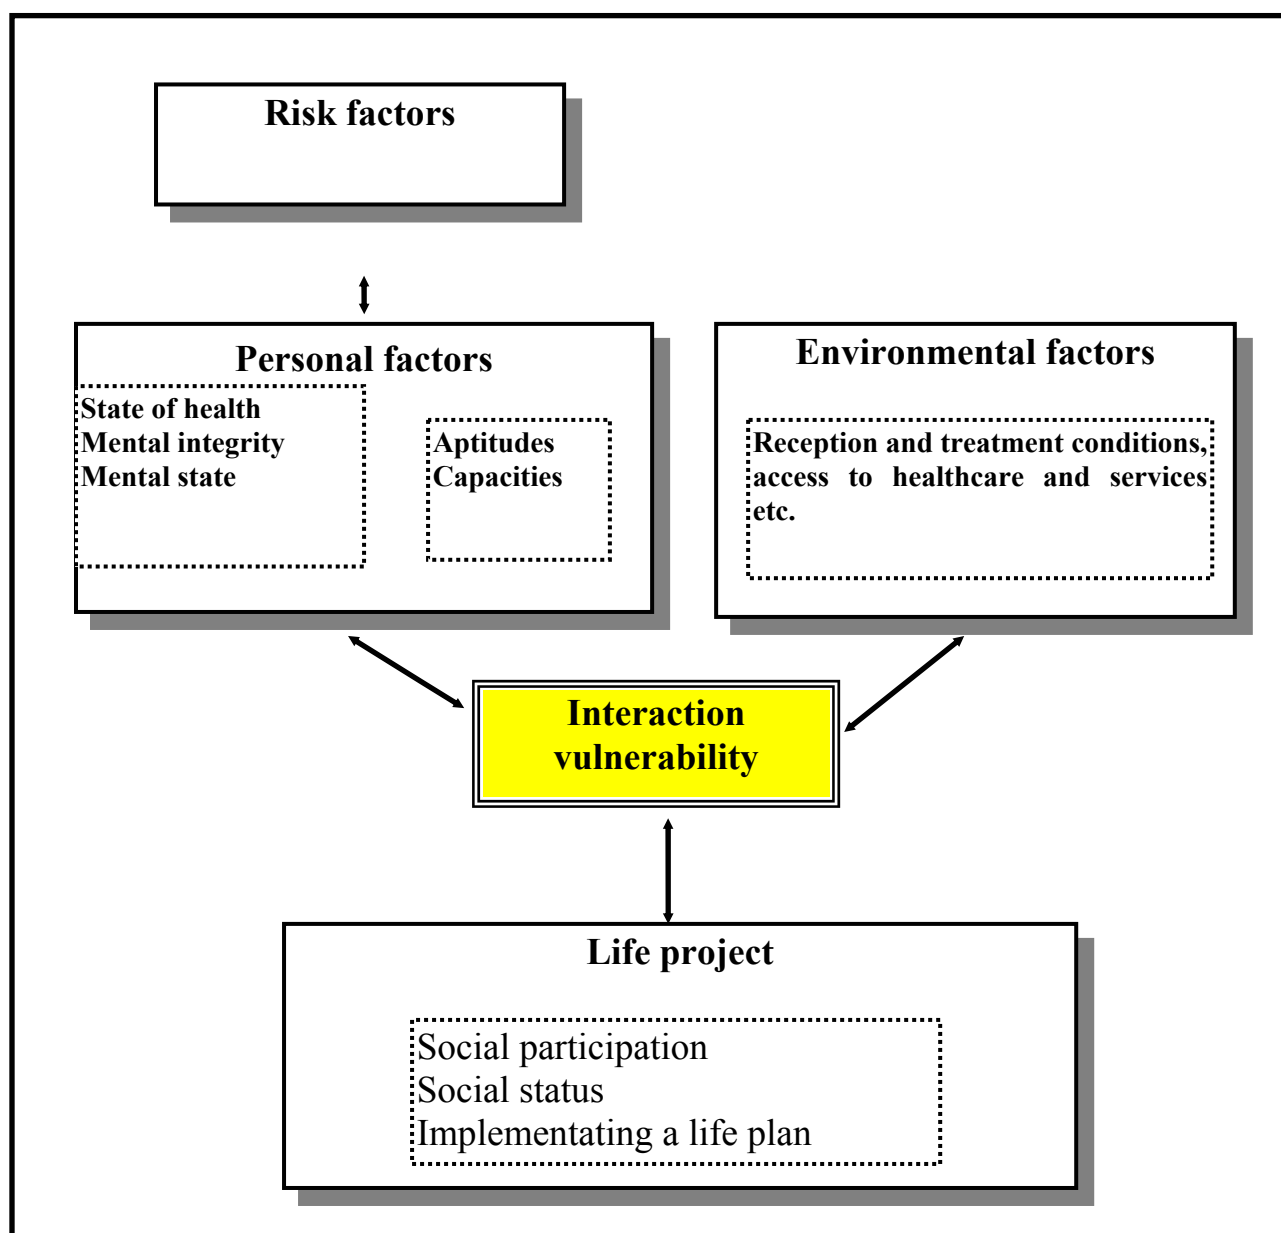 Risk factors
Personal factors
State of health
Mental integrity
Mental state
Aptitudes
Capacities
Environmental factors
Reception and treatment conditions,
access to healthcare and services
etc.
Interaction
vulnerability
Life project
Social participation
Social status
Implementating a life plan